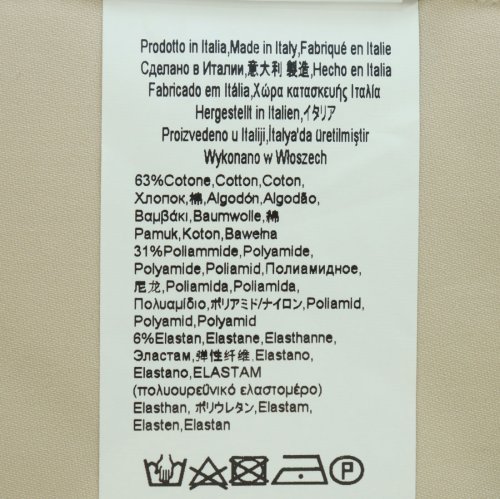 Prodotto in Italia,Made in Italy,Fabriqué en Italie
Сделано в Италии,意大利 製造,Hecho en Italia
Fabricado em Itália,Χώρα κατασκευής Ιταλία
Hergestellt in Italien,イタリア
Proizvedeno u Italiji,İtalya'da üretilmiştir
Wykonano w Włoszech
63%Cotone,Cotton,Coton,
Хлопок,棉,Algodón,Algodão,
Βαμβάκι,Baumwolle,綿
Pamuk,Koton,Bawełna
31%Poliammide,Polyamide,
Polyamide,Poliamid,Полиамидное,
尼龙,Poliamida,Poliamida,
Πολυαμίδιο,ポリアミド/ナイロン,Poliamid,
Polyamid,Polyamid
6%Elastan,Elastane,Elasthanne,
Эластам,弹性纤维,Elastano,
Elastano,ELASTAM
(πολυουρεϋνικό ελαστομέρο)
Elasthan, ポリウレタン,Elastam,
Elasten,Elastan
P